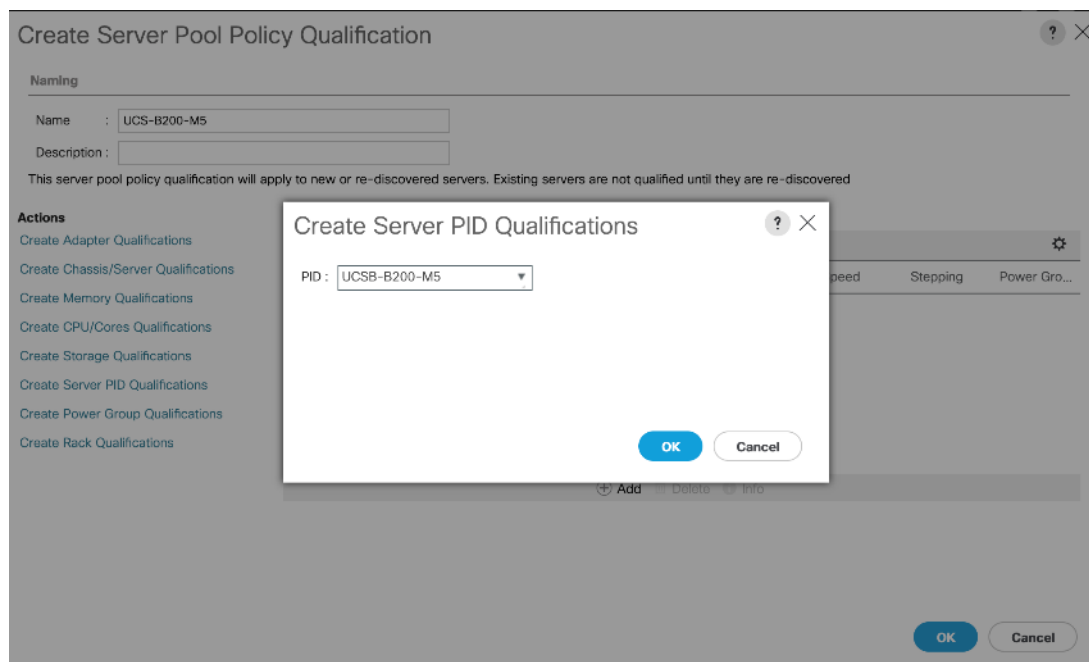 Create Server Pool Policy Qualification
?
Naming
Name : UCS-B200-M5
Description :
This server pool policy qualification will apply to new or re-discovered servers. Existing servers are not qualified until they are re-discovered
Actions
Create Adapter Qualifications
Create Chassis/Server Qualifications
Create Memory Qualifications
Create CPU/Cores Qualifications
Create Storage Qualifications
Create Server PID Qualifications
Create Power Group Qualifications
Create Rack Qualifications
Create Server PID Qualifications
?
PID : UCSB-B200-M5
OK Cancel
peed Stepping Power Gro...
Add Delete Info
OK Cancel